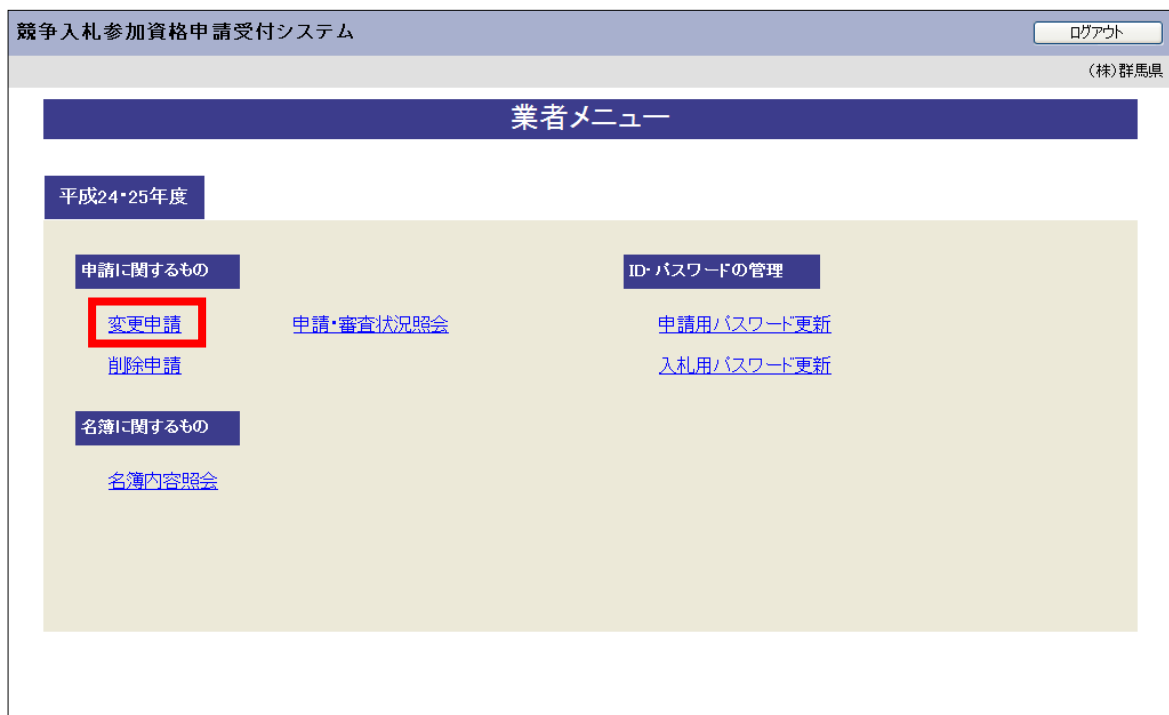 競争入札参加資格申請受付システム
ログアウト
(株)群馬県
業者メニュー
平成24・25年度
申請に関するもの
ID・パスワードの管理
変更申請
申請・審査状況照会
申請用パスワード更新
削除申請
入札用パスワード更新
名簿に関するもの
名簿内容照会